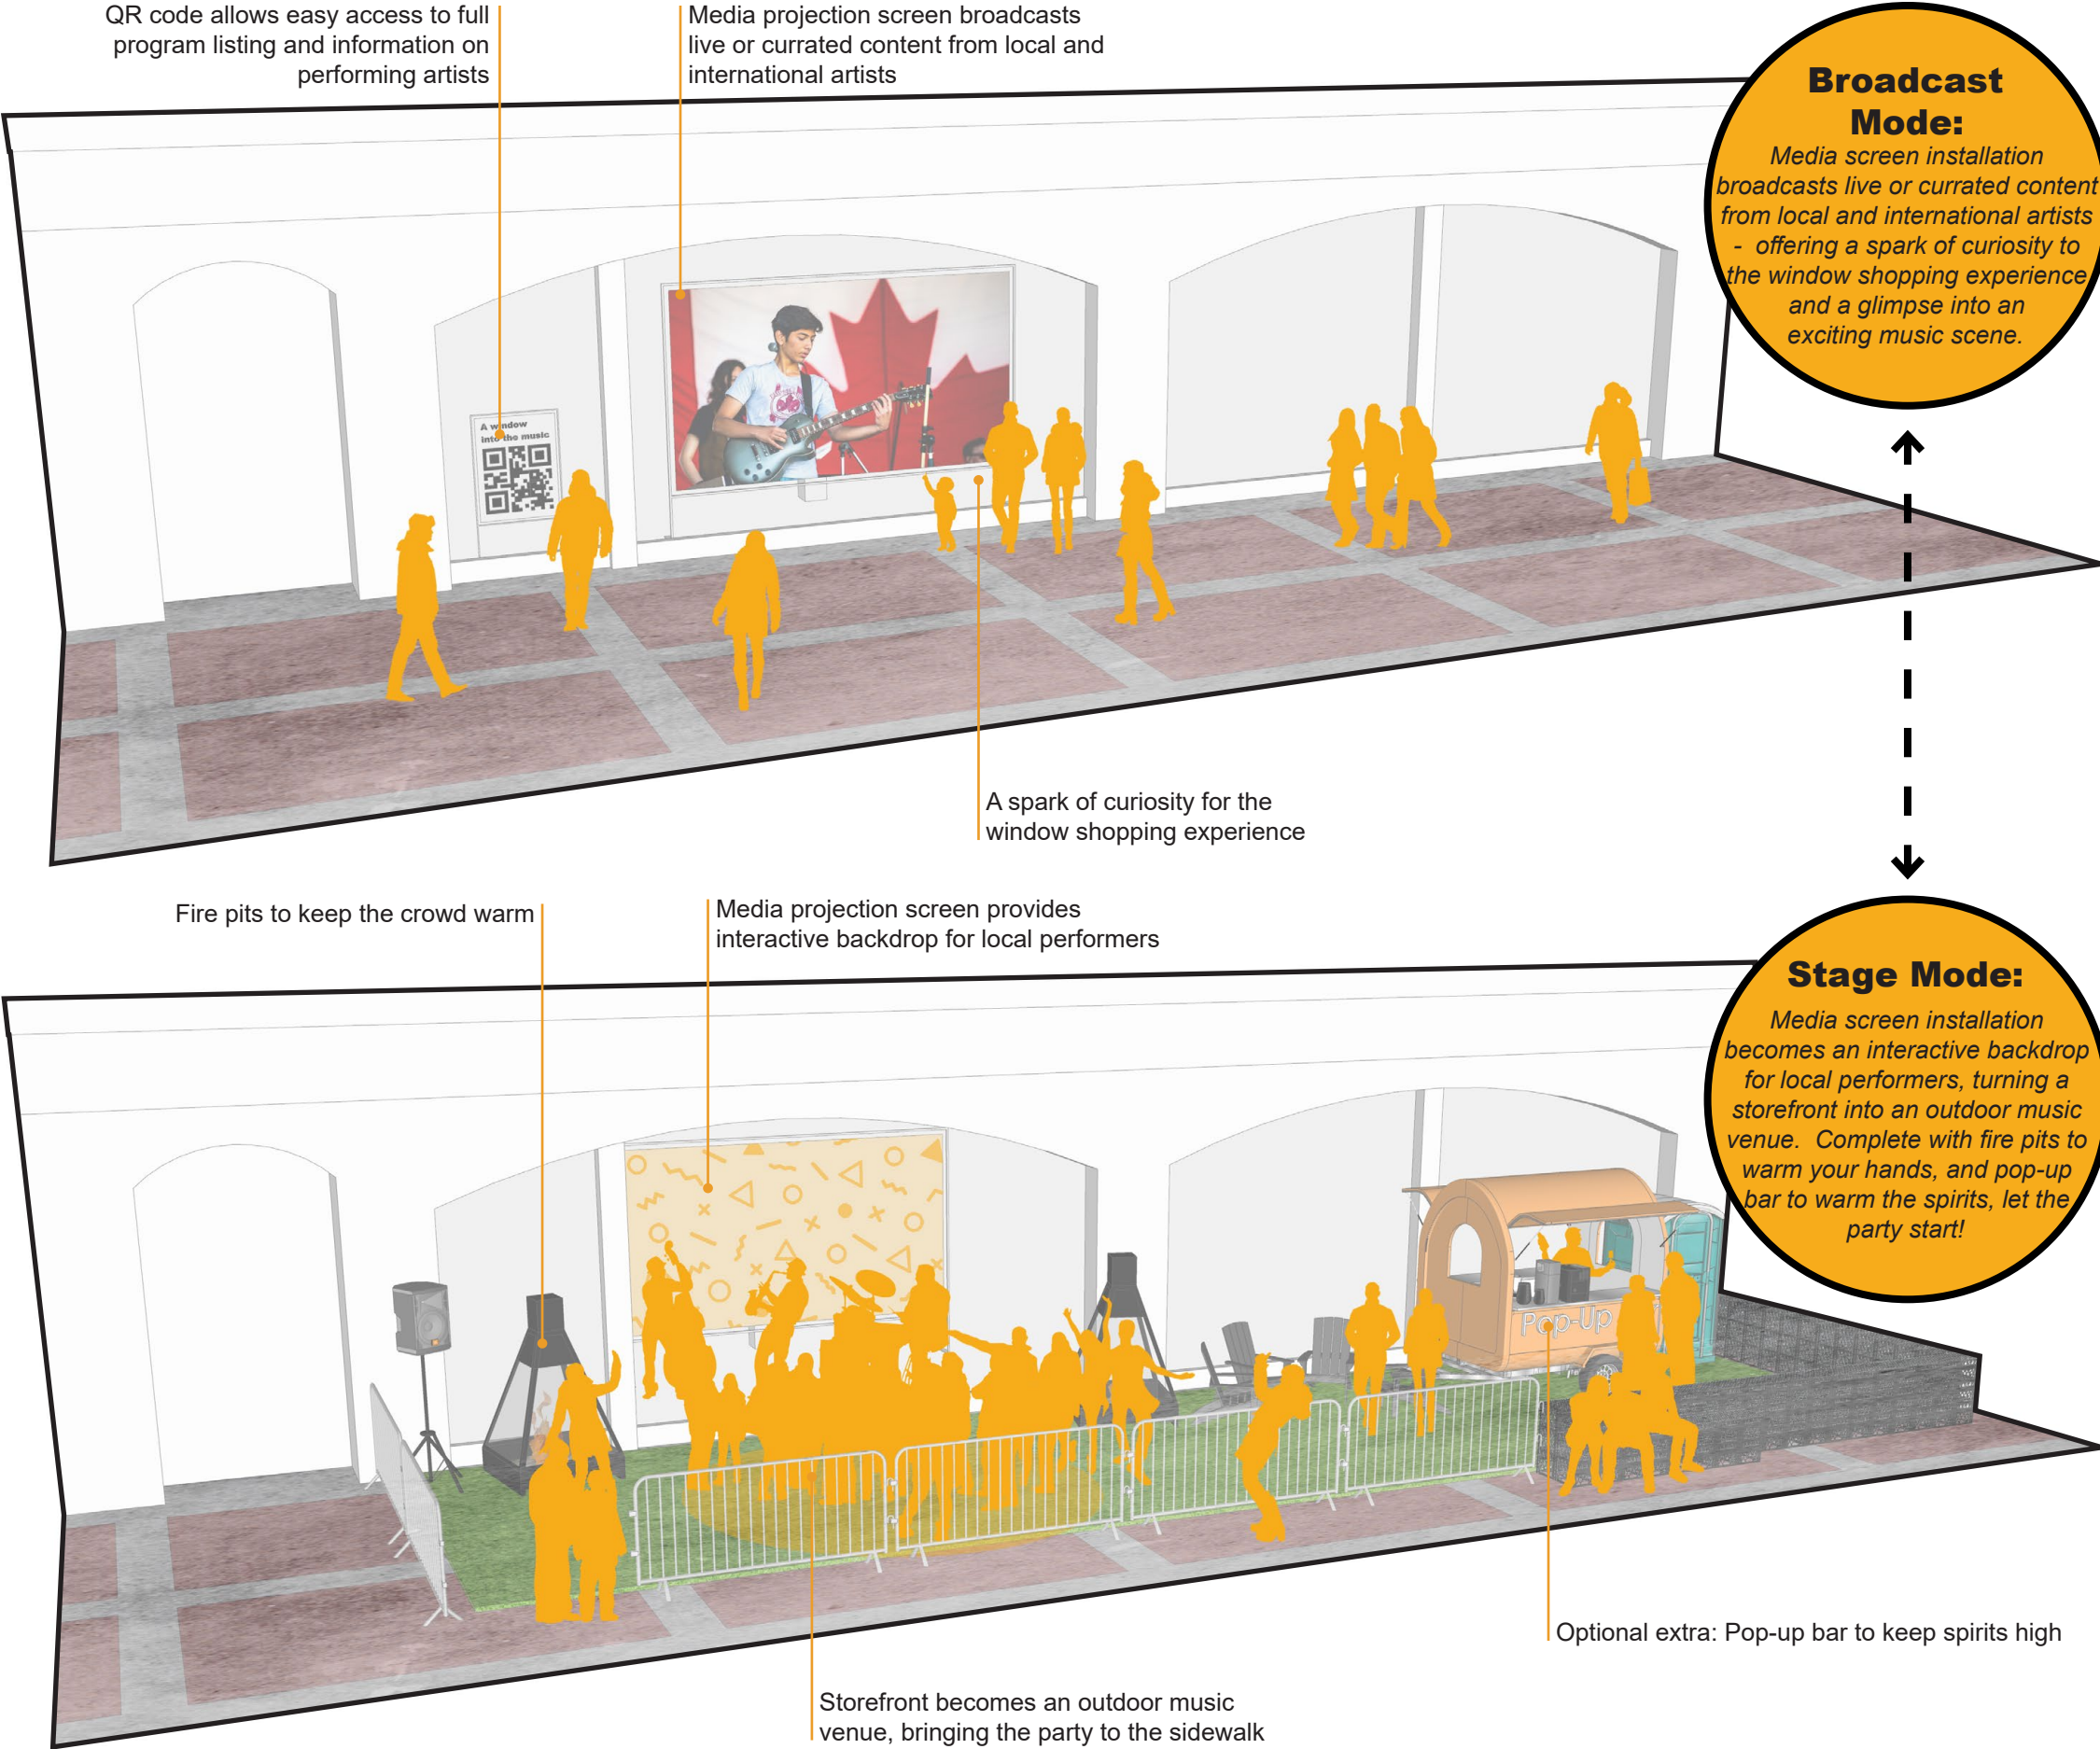 QR code allows easy access to full
program listing and information on
performing artists
Media projection screen broadcasts
live or currated content from local and
international artists
Broadcast
Mode:
Media screen installation
broadcasts live or currated content
from local and international artists
- offering a spark of curiosity to
the window shopping experience
and a glimpse into an
exciting music scene.
A window
into the music
A spark of curiosity for the
window shopping experience
Fire pits to keep the crowd warm
Media projection screen provides
interactive backdrop for local performers
Stage Mode:
Media screen installation
becomes an interactive backdrop
for local performers, turning a
storefront into an outdoor music
venue. Complete with fire pits to
warm your hands, and pop-up
bar to warm the spirits, let the
party start!
Pop-Up
Optional extra: Pop-up bar to keep spirits high
Storefront becomes an outdoor music
venue, bringing the party to the sidewalk